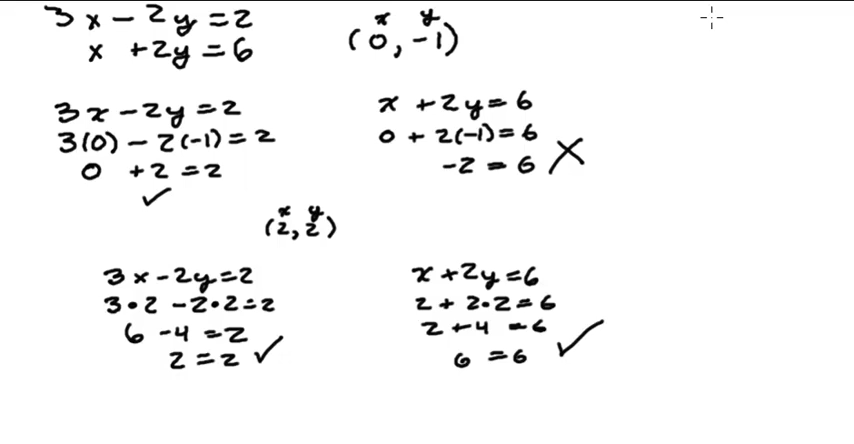 3x - 2y = 2
x + 2y = 6
x y
(0, -1)
3x - 2y = 2
3(0) - 2(-1) = 2
0 + 2 = 2
✓
x + 2y = 6
0 + 2(-1) = 6
-2 = 6 ✗
x y
(2, 2)
3x - 2y = 2
3•2 - 2•2 = 2
6 - 4 = 2
2 = 2 ✓
x + 2y = 6
2 + 2•2 = 6
2 + 4 = 6
6 = 6 ✓